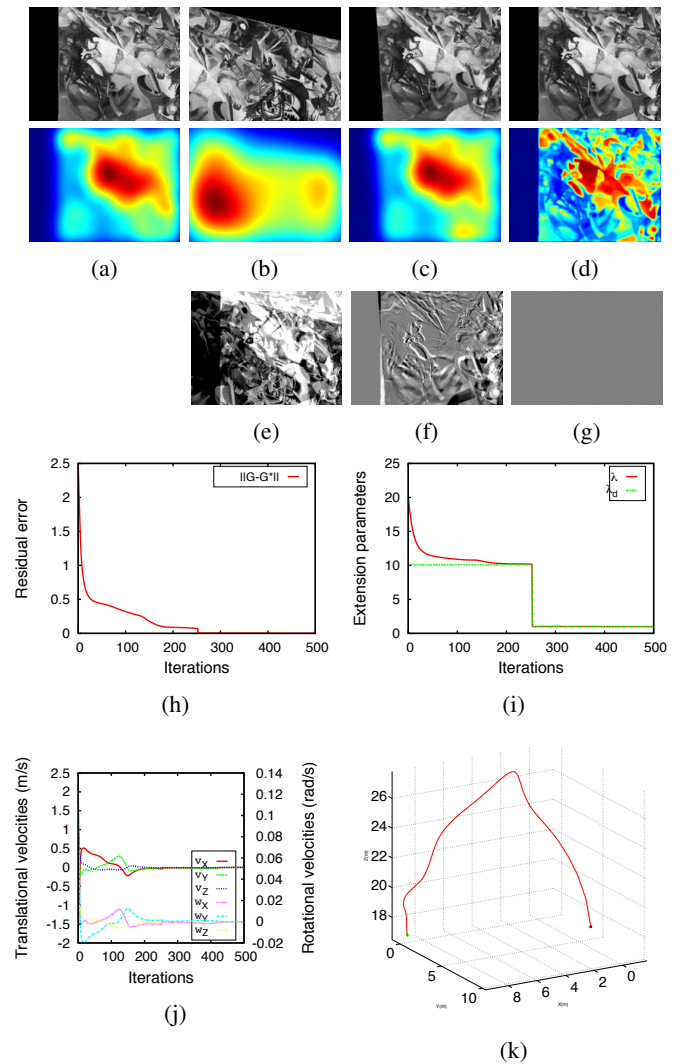 (a) (b) (c) (d)
(e) (f) (g)
2.5
2
1.5
1
0.5
0
Residual error
||G-G*||
0 100 200 300 400 500
Iterations
(h)
25
20
15
10
5
0
Extension parameters
λ
λd
0 100 200 300 400 500
Iterations
(i)
2.5
2
1.5
1
0.5
0
-0.5
-1
-1.5
-2
Translational velocities (m/s)
0.14
0.12
0.1
0.08
0.06
0.04
0.02
0
-0.02
Rotational velocities (rad/s)
vX
vY
vZ
wX
wY
wZ
0 100 200 300 400 500
Iterations
(j)
26
24
22
20
18
Z(m)
0
5
10
Y(m)
8 6 4 2 0
X(m)
(k)